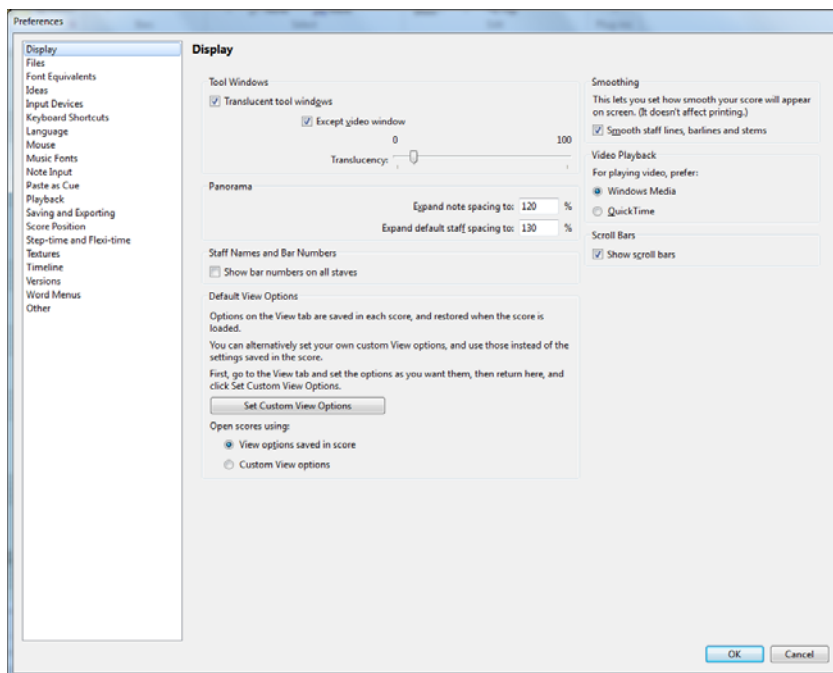 Preferences
Display
Files
Font Equivalents
Ideas
Input Devices
Keyboard Shortcuts
Language
Mouse
Music Fonts
Note Input
Paste as Cue
Playback
Saving and Exporting
Score Position
Step-time and Flexi-time
Textures
Timeline
Versions
Word Menus
Other
Display
Tool Windows
Translucent tool windows
Except video window
0 100
Translucency:
Panorama
Expand note spacing to: 120 %
Expand default staff spacing to: 130 %
Staff Names and Bar Numbers
Show bar numbers on all staves
Default View Options
Options on the View tab are saved in each score, and restored when the score is
loaded.
You can alternatively set your own custom View options, and use those instead of the
settings saved in the score.
First, go to the View tab and set the options as you want them, then return here, and
click Set Custom View Options.
Set Custom View Options
Open scores using:
View options saved in score
Custom View options
Smoothing
This lets you set how smooth your score will appear
on screen. (It doesn't affect printing.)
Smooth staff lines, barlines and stems
Video Playback
For playing video, prefer:
Windows Media
QuickTime
Scroll Bars
Show scroll bars
OK Cancel